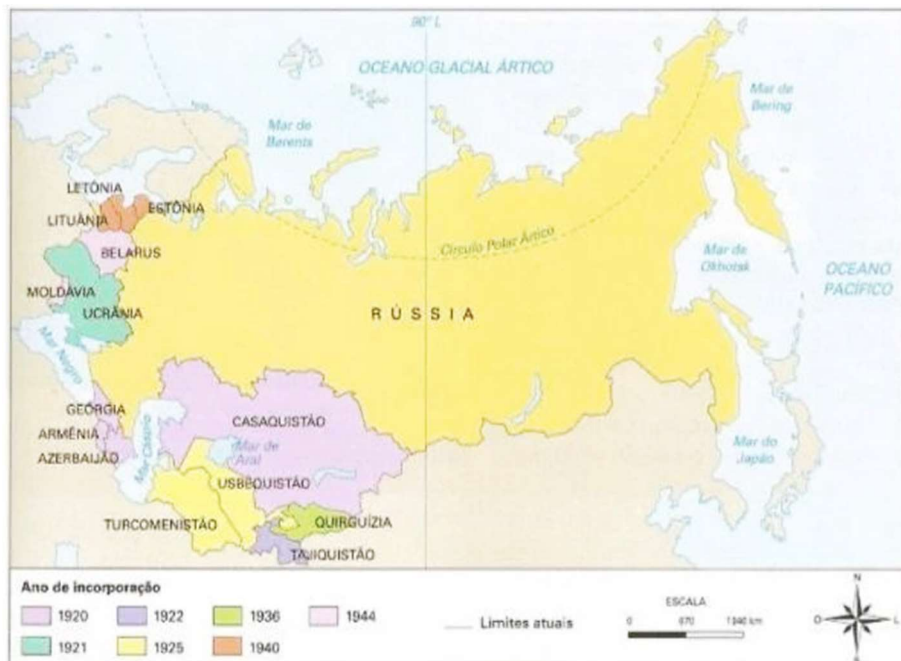 90° L
OCEANO GLACIAL ÁRTICO
Mar de
Bering
Mar de
Barents
LETÔNIA
ESTÔNIA
LITUÂNIA
BELARUS
Círculo Polar Ártico
Mar de
Okhotsk
OCEANO
PACÍFICO
MOLDÁVIA
UCRÂNIA
RÚSSIA
Mar Negro
GEÓRGIA
CASAQUISTÃO
ARMÊNIA
Mar Cáspio
Mar de
Aral
AZERBAIJÃO
Mar do
Japão
USBEQUISTÃO
TURCOMENISTÃO
QUIRGUÍZIA
TAJIQUISTÃO
Ano de incorporação
1920
1922
1936
1944
1921
1925
1940
Limites atuais
ESCALA
0
670
1340 km
N
O
L
S